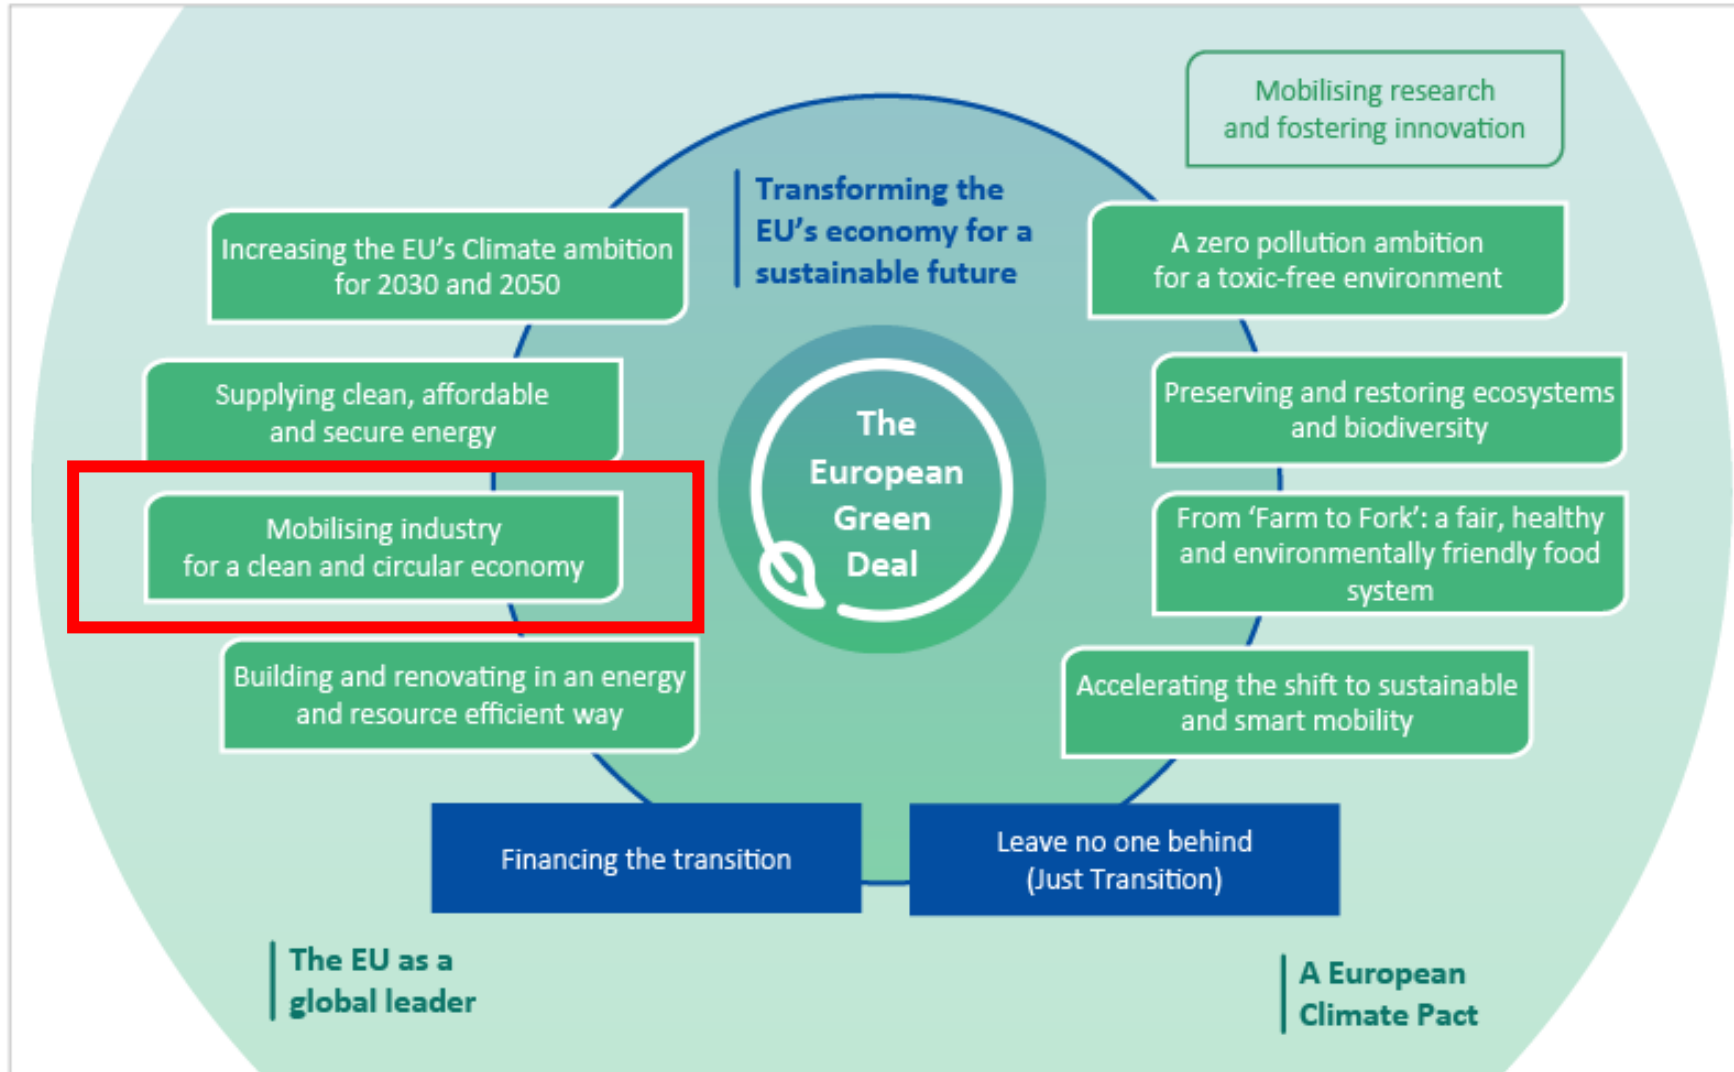 Mobilising research
and fostering innovation
Transforming the
EU's economy for a
sustainable future
Increasing the EU's Climate ambition
for 2030 and 2050
A zero pollution ambition
for a toxic-free environment
Supplying clean, affordable
and secure energy
Preserving and restoring ecosystems
and biodiversity
The
European
Green
Deal
Mobilising industry
for a clean and circular economy
From ‘Farm to Fork’: a fair, healthy
and environmentally friendly food
system
Building and renovating in an energy
and resource efficient way
Accelerating the shift to sustainable
and smart mobility
Financing the transition
Leave no one behind
(Just Transition)
The EU as a
global leader
A European
Climate Pact